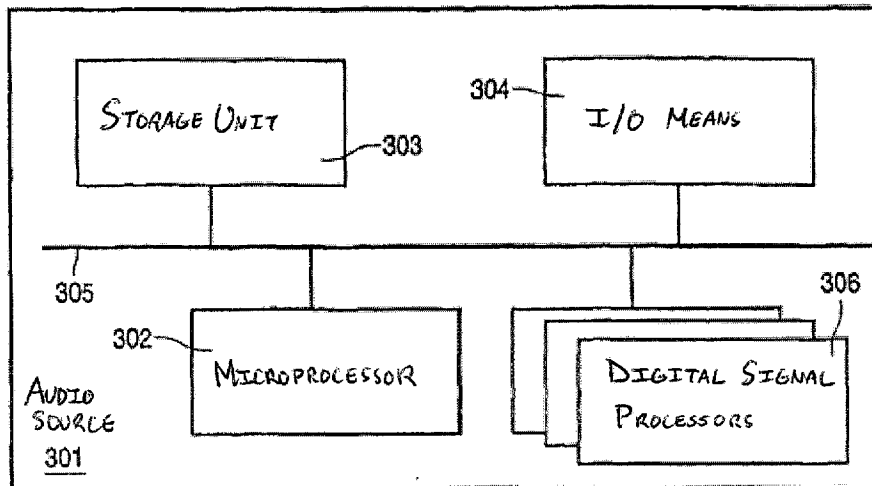 STORAGE UNIT
303
304
I/O MEANS
305
306
302
MICROPROCESSOR
DIGITAL SIGNAL
PROCESSORS
AUDIO
SOURCE
301